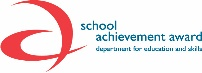 school
achievement award
department for education and skills